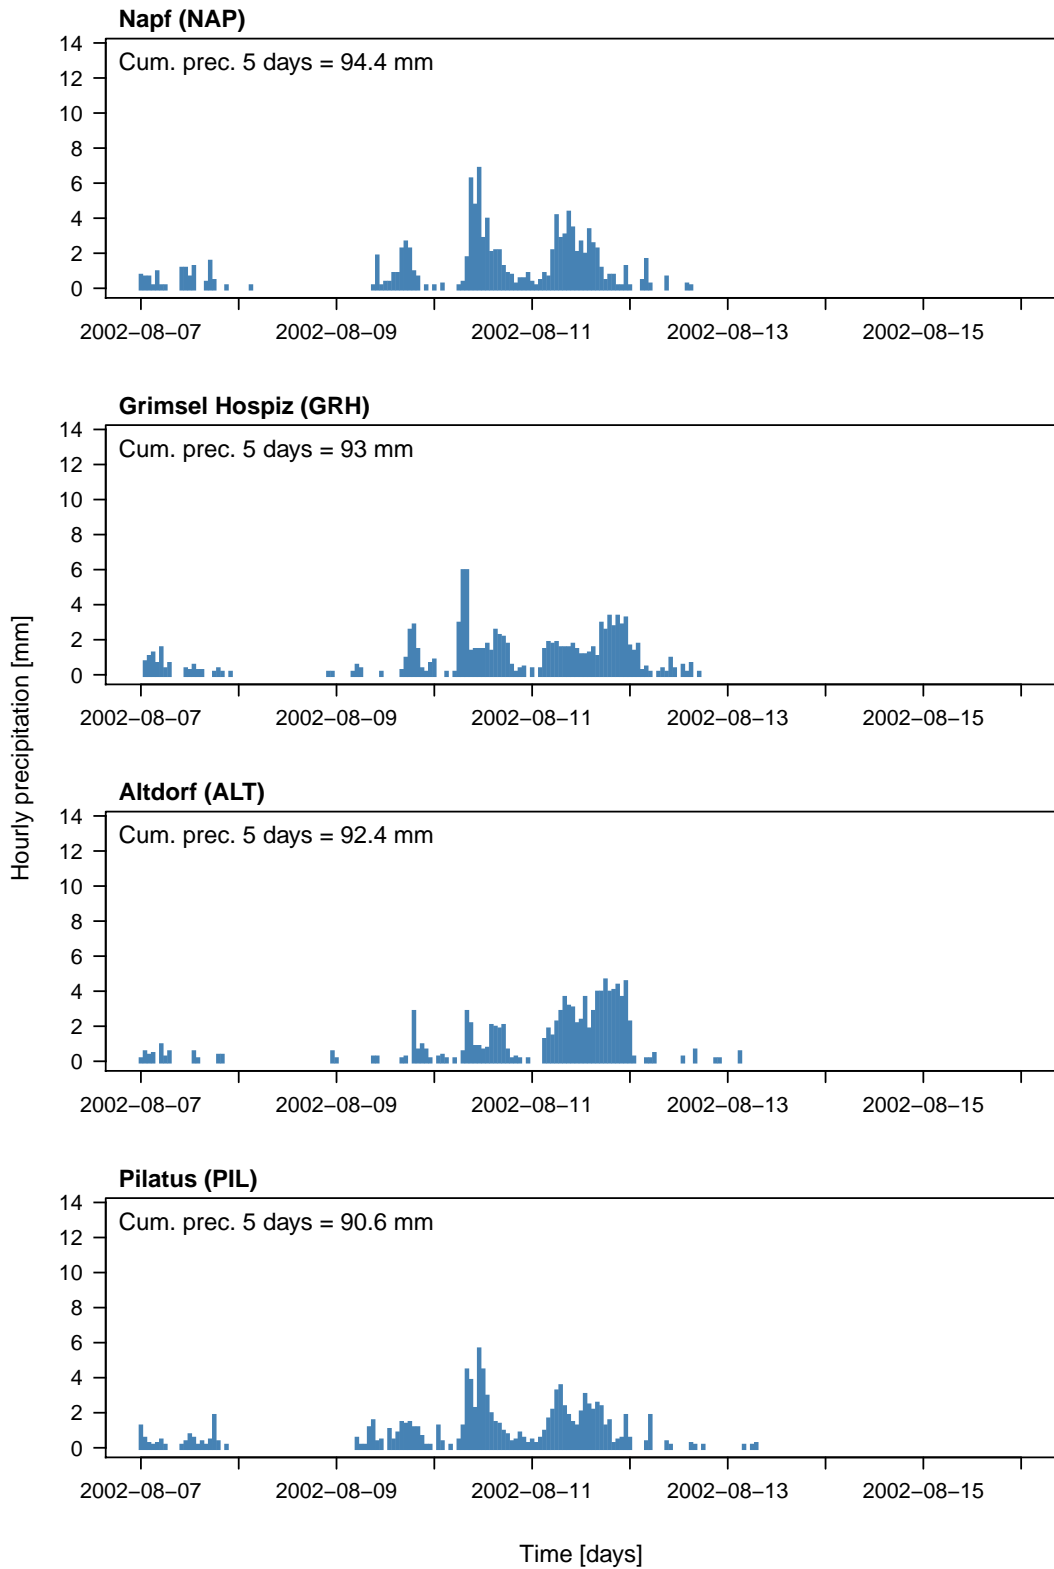 Napf (NAP)
Cum. prec. 5 days = 94.4 mm
14
12
10
8
6
4
2
0
2002−08−07 2002−08−09 2002−08−11 2002−08−13 2002−08−15
Grimsel Hospiz (GRH)
Cum. prec. 5 days = 93 mm
14
12
10
8
6
4
2
0
2002−08−07 2002−08−09 2002−08−11 2002−08−13 2002−08−15
Hourly precipitation [mm]
Altdorf (ALT)
Cum. prec. 5 days = 92.4 mm
14
12
10
8
6
4
2
0
2002−08−07 2002−08−09 2002−08−11 2002−08−13 2002−08−15
Pilatus (PIL)
Cum. prec. 5 days = 90.6 mm
14
12
10
8
6
4
2
0
2002−08−07 2002−08−09 2002−08−11 2002−08−13 2002−08−15
Time [days]